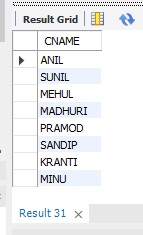 Result Grid
CNAME
ANIL
SUNIL
MEHUL
MADHURI
PRAMOD
SANDIP
KRANTI
MINU
Result 31 ×